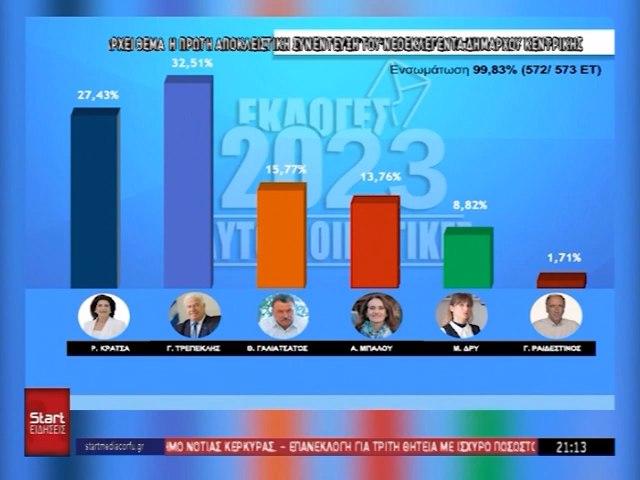 ΆΡΧΕΙ ΘΕΜΑ Η ΠΡΩΤΗ ΑΠΟΚΛΕΙΣΤΙΚΗ ΣΥΝΕΝΤΕΥΞΗ ΤΟΥ ΝΕΟΕΚΛΕΓΕΝΤΑ ΔΗΜΑΡΧΟΥ ΚΕΝΤΡΙΚΗΣ
Ενσωμάτωση 99,83% (572/ 573 ΕΤ)
27,43%
32,51%
15,77%
13,76%
8,82%
1,71%
ΕΚΛΟΓΕΣ
2023
Ρ. ΚΡΑΤΣΑ
Γ. ΤΡΕΠΕΚΛΗΣ
Θ. ΓΑΛΙΑΤΣΑΤΟΣ
Α. ΜΠΑΛΟΥ
Μ. ΔΡΥ
Γ. ΡΑΙΔΕΣΤΙΝΟΣ
Start
ΕΙΔΗΣΕΙΣ
startmediacorfu.gr
ΗΜΟ ΝΟΤΙΑΣ ΚΕΡΚΥΡΑΣ. – ΕΠΑΝΕΚΛΟΓΗ ΓΙΑ ΤΡΙΤΗ ΘΗΤΕΙΑ ΜΕ ΙΣΧΥΡΟ ΠΟΣΟΣΤΟ
21:13